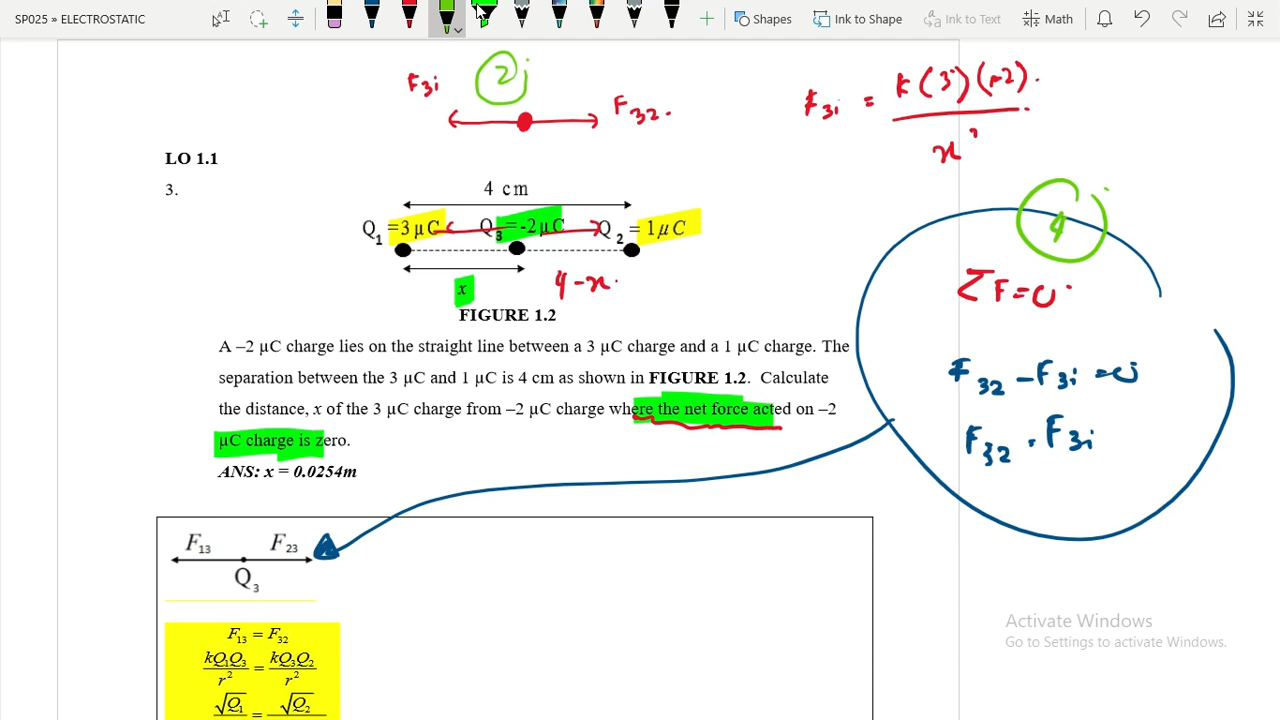 SP025 » ELECTROSTATIC
Shapes
Ink to Shape
Ink to Text
Math
2
F31
F32
F31 = k(3)(-2)
x²
LO 1.1
3.
4 cm
Q1 = 3 μC
Q3 = -2 μC
Q2 = 1 μC
x
4-x
FIGURE 1.2
A –2 µC charge lies on the straight line between a 3 µC charge and a 1 µC charge. The
separation between the 3 µC and 1 µC is 4 cm as shown in FIGURE 1.2. Calculate
the distance, x of the 3 µC charge from –2 µC charge where the net force acted on –2
µC charge is zero.
ANS: x = 0.0254m
4
ΣF=0
F32 - F31 = 0
F32 = F31
F13 F23
Q3
F13 = F32
kQ1Q3 / r² = kQ3Q2 / r²
√Q1 = √Q2
Activate Windows
Go to Settings to activate Windows.